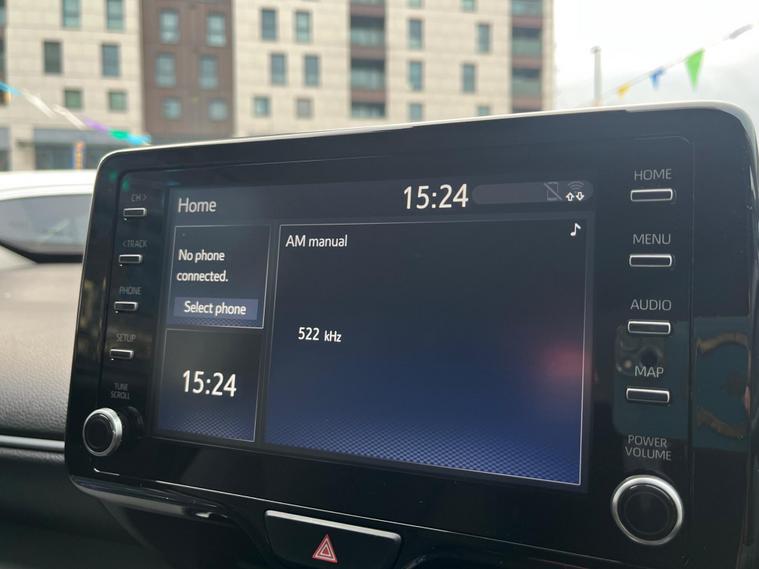 CH>
<TRACK
PHONE
SETUP
TUNE
SCROLL
Home
15:24
No phone
connected.
Select phone
15:24
AM manual
522 kHz
HOME
MENU
AUDIO
MAP
POWER
VOLUME